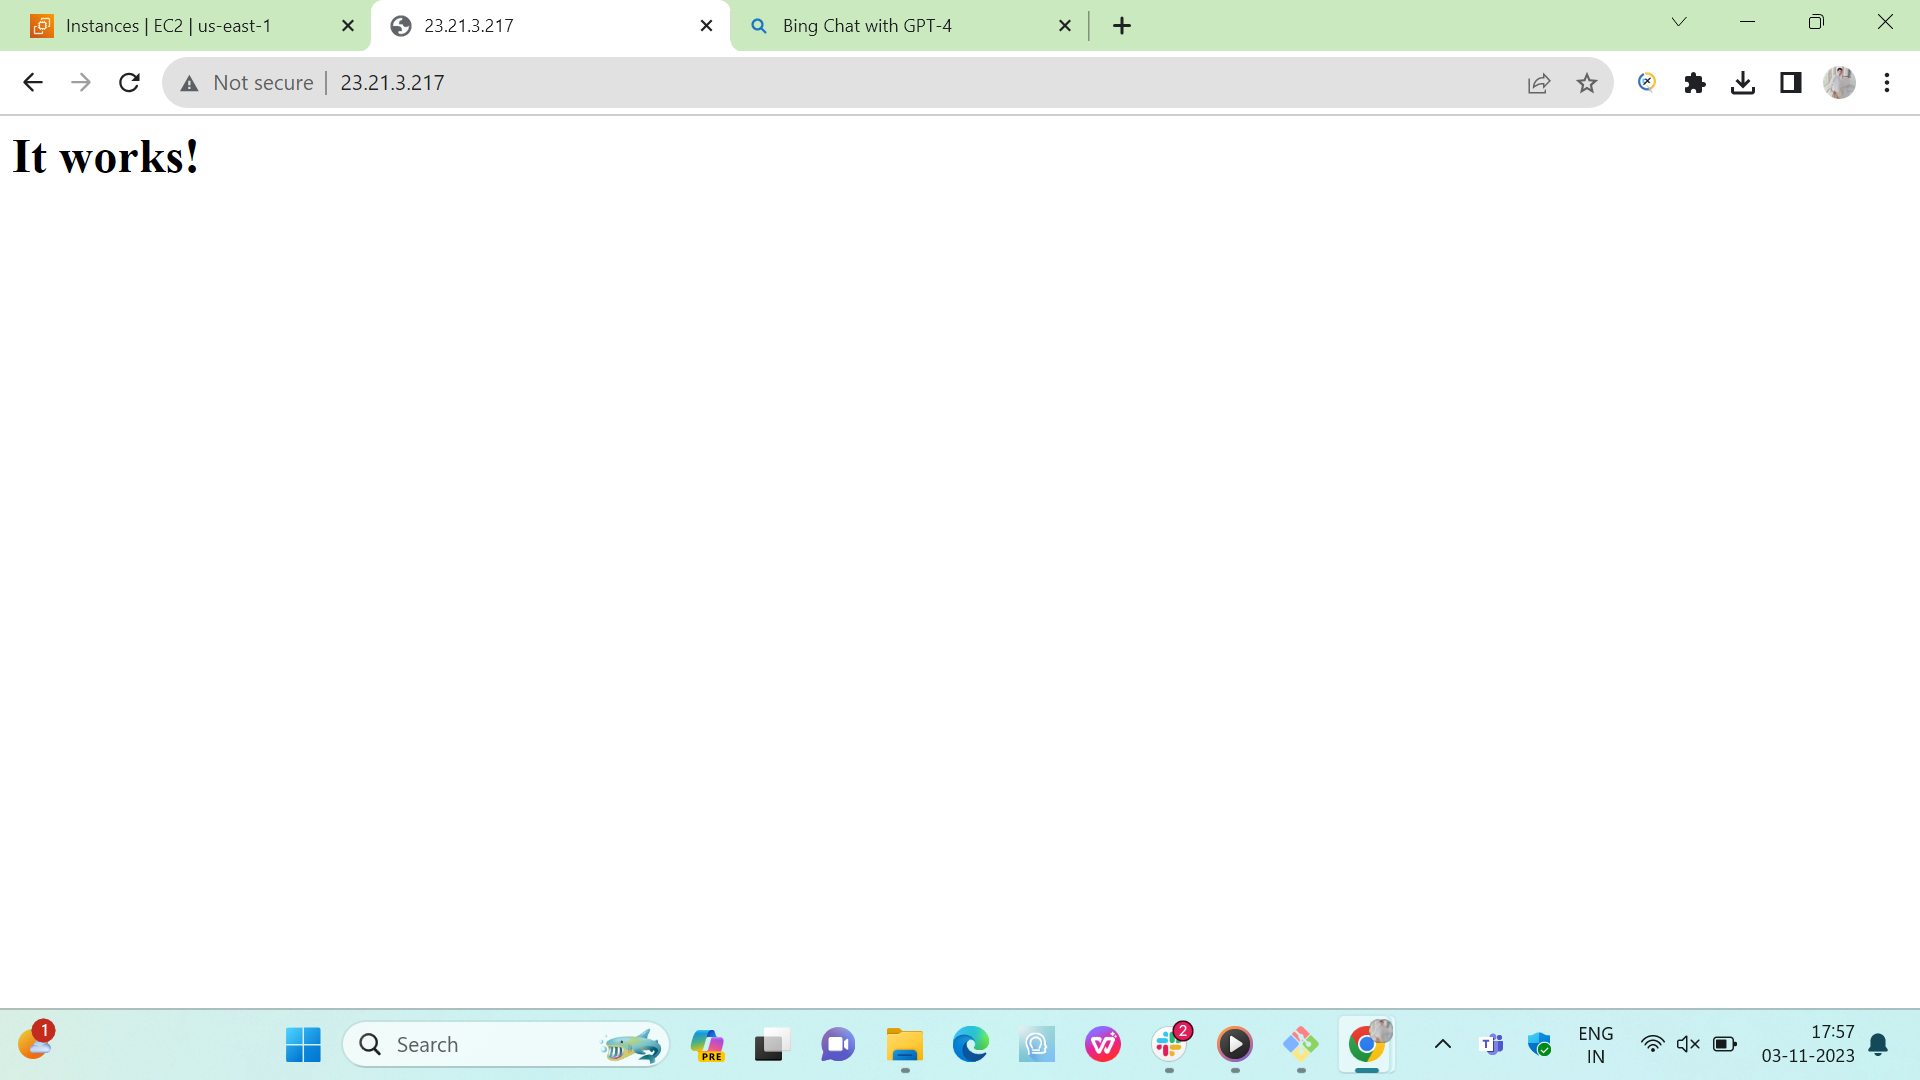 Instances | EC2 | us-east-1
23.21.3.217
Bing Chat with GPT-4
Not secure
23.21.3.217
It works!
1
Search
PRE
2
ENG
IN
17:57
03-11-2023